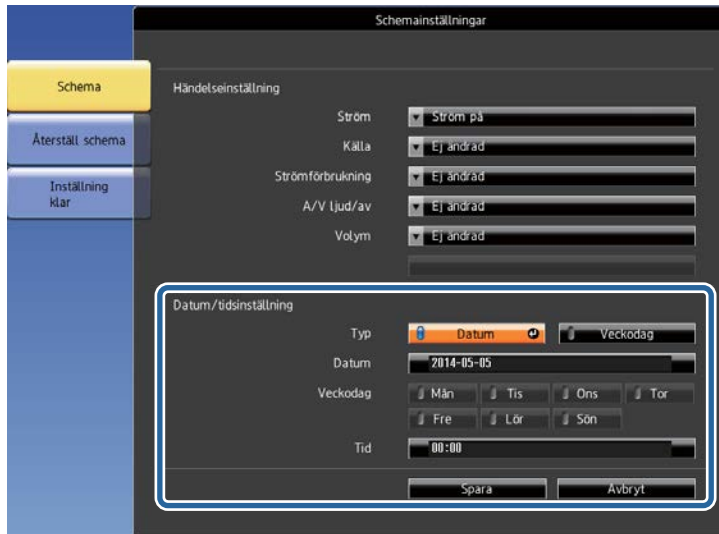 Schemainställningar
Schema
Återställ schema
Inställning
klar
Händelseinställning
Ström Ström på
Källa Ej ändrad
Strömförbrukning Ej ändrad
A/V ljud/av Ej ändrad
Volym Ej ändrad
Datum/tidsinställning
Typ Datum Veckodag
Datum 2014-05-05
Veckodag Mån Tis Ons Tor
Fre Lör Sön
Tid 00:00
Spara Avbryt